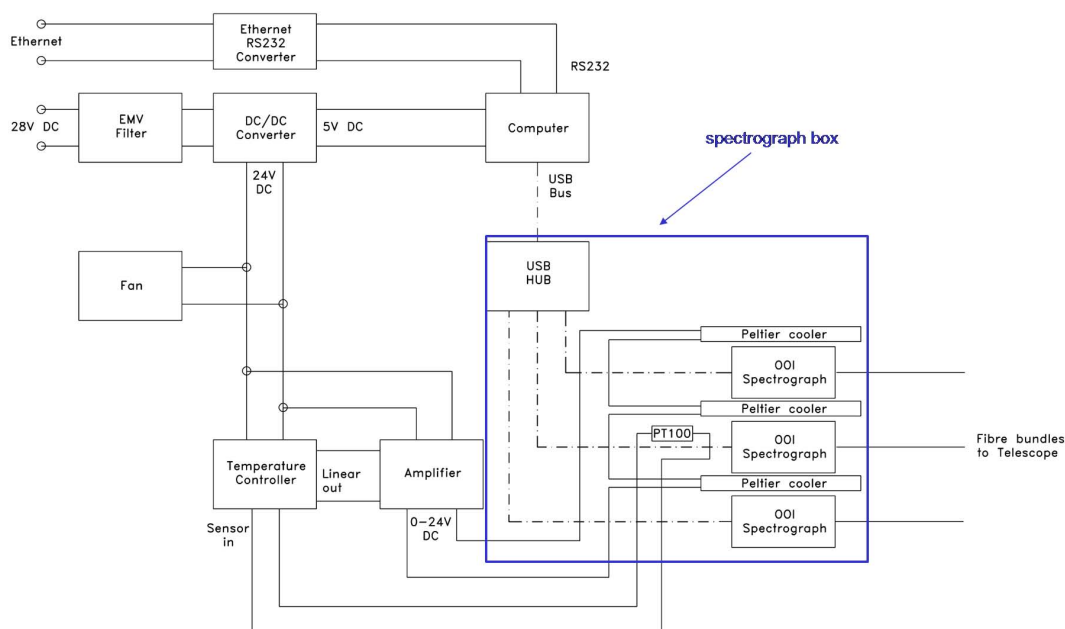 Ethernet
Ethernet
RS232
Converter
RS232
28V DC
EMV
Filter
DC/DC
Converter
5V DC
Computer
spectrograph box
24V
DC
USB
Bus
Fan
USB
HUB
Peltier cooler
OOI
Spectrograph
Peltier cooler
PT100
OOI
Spectrograph
Fibre bundles
to Telescope
Temperature
Controller
Linear
out
Amplifier
Peltier cooler
OOI
Spectrograph
Sensor
in
0-24V
DC